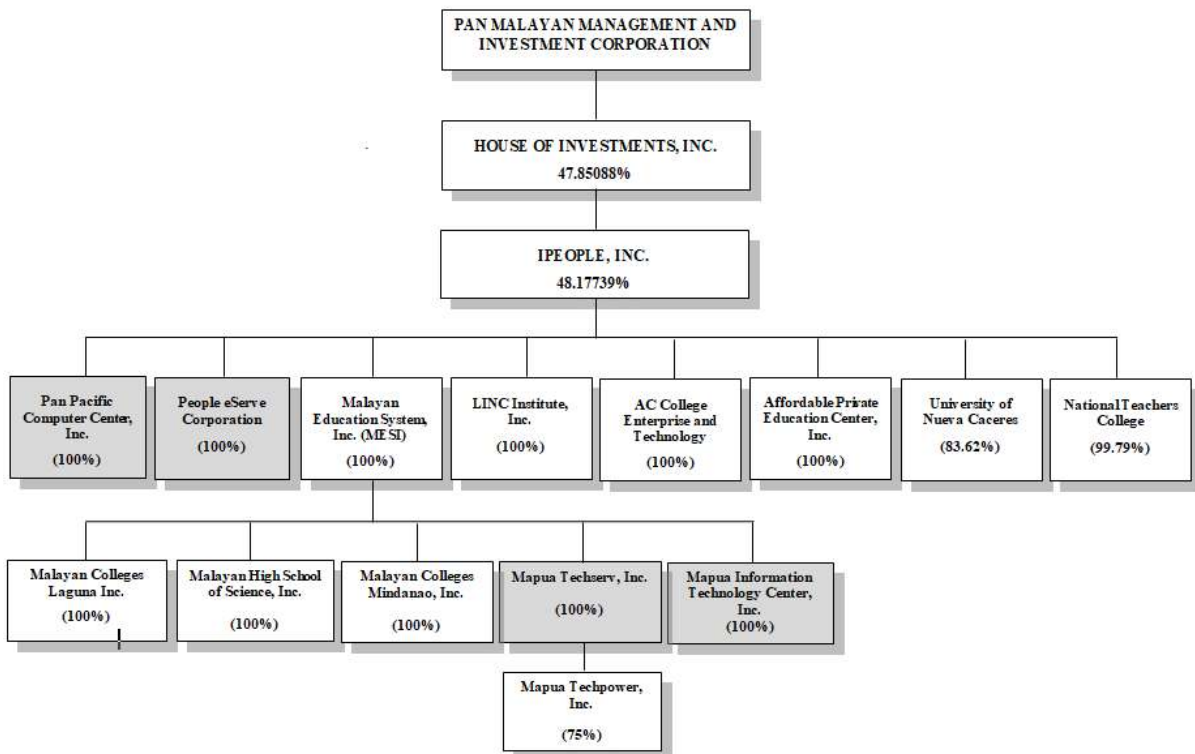 PAN MALAYAN MANAGEMENT AND
INVESTMENT CORPORATION
HOUSE OF INVESTMENTS, INC.
47.85088%
IPEOPLE, INC.
48.17739%
Pan Pacific
Computer Center,
Inc.
(100%)
People eServe
Corporation
(100%)
Malayan
Education System,
Inc. (MESI)
(100%)
LINC Institute,
Inc.
(100%)
AC College
Enterprise and
Technology
(100%)
Affordable Private
Education Center,
Inc.
(100%)
University of
Nueva Caceres
(83.62%)
National Teachers
College
(99.79%)
Malayan Colleges
Laguna Inc.
(100%)
Malayan High School
of Science, Inc.
(100%)
Malayan Colleges
Mindanao, Inc.
(100%)
Mapua Techserv, Inc.
(100%)
Mapua Information
Technology Center,
Inc.
(100%)
Mapua Techpower,
Inc.
(75%)